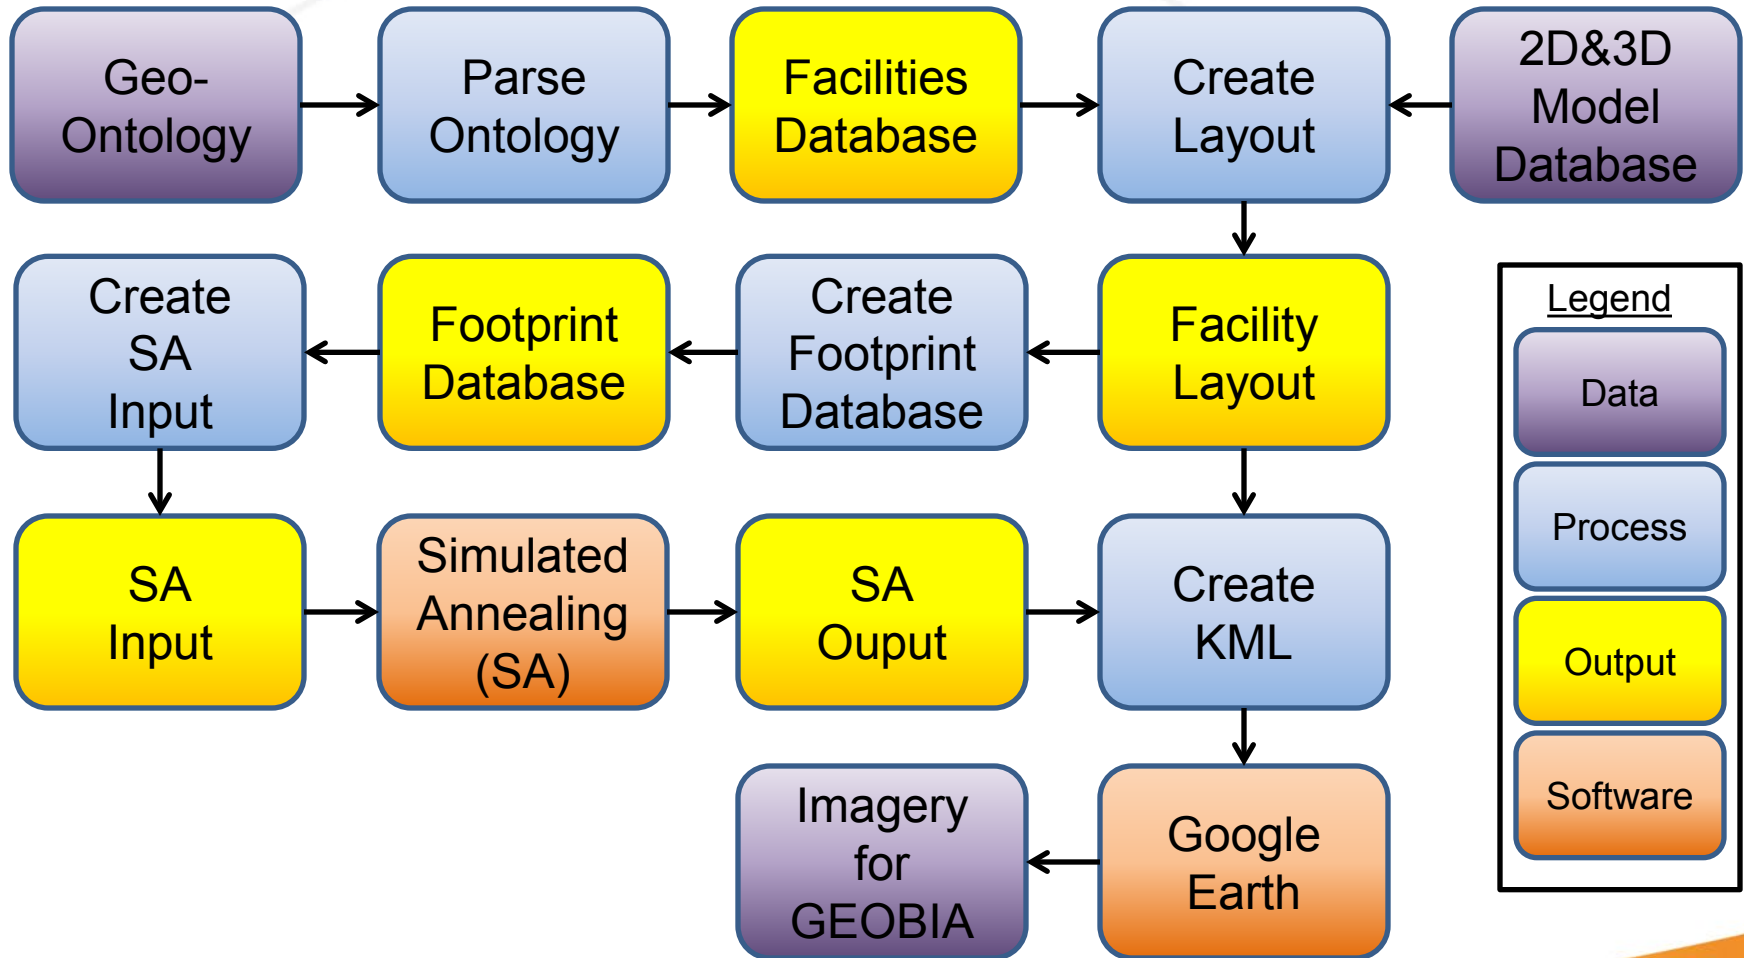 Geo-
Ontology
Parse
Ontology
Facilities
Database
Create
Layout
2D&3D
Model
Database
Create
SA
Input
Footprint
Database
Create
Footprint
Database
Facility
Layout
SA
Input
Simulated
Annealing
(SA)
SA
Ouput
Create
KML
Imagery
for
GEOBIA
Google
Earth
Legend
Data
Process
Output
Software